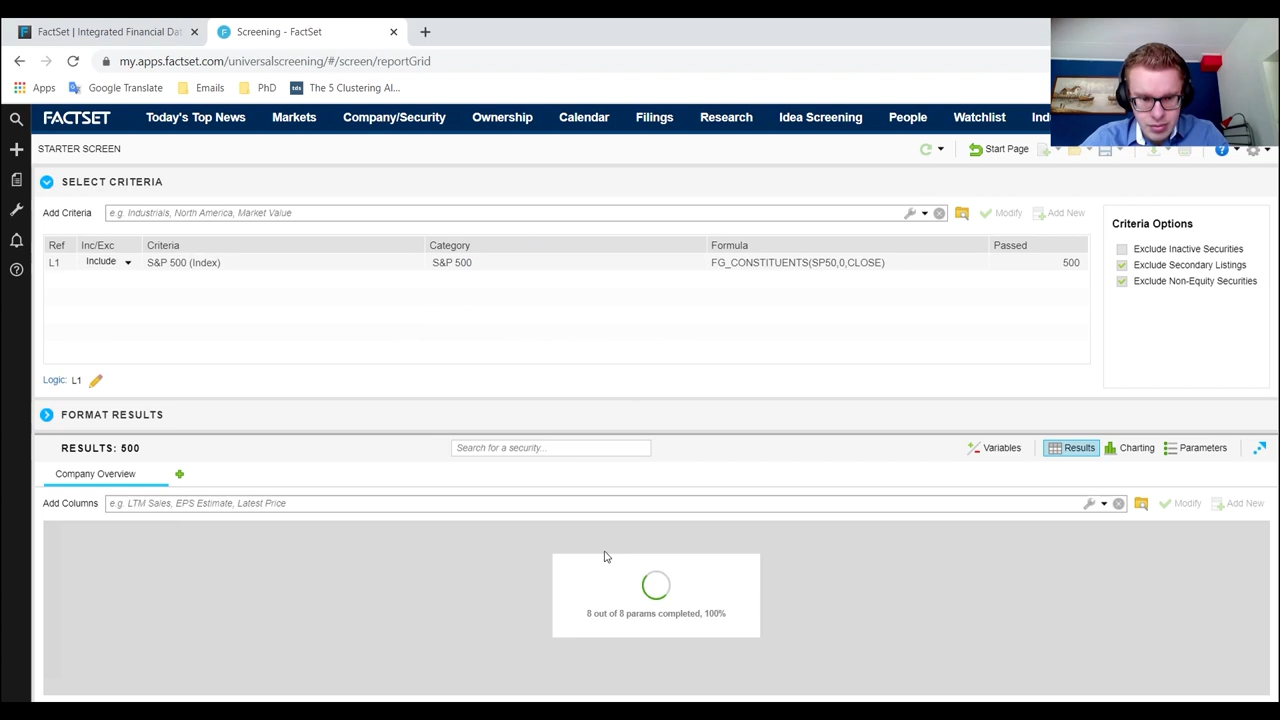 FactSet | Integrated Financial Dat
Screening - FactSet
my.apps.factset.com/universalscreening/#/screen/reportGrid
Apps Google Translate Emails PhD tds The 5 Clustering Al...
FACTSET Today's Top News Markets Company/Security Ownership Calendar Filings Research Idea Screening People Watchlist Ind
STARTER SCREEN Start Page
SELECT CRITERIA
Add Criteria e.g. Industrials, North America, Market Value Modify Add New
Ref Inc/Exc Criteria Category Formula Passed
L1 Include S&P 500 (Index) S&P 500 FG_CONSTITUENTS(SP50,0,CLOSE) 500
Criteria Options
Exclude Inactive Securities
Exclude Secondary Listings
Exclude Non-Equity Securities
Logic: L1
FORMAT RESULTS
RESULTS: 500 Search for a security... Variables Results Charting Parameters
Company Overview
Add Columns e.g. LTM Sales, EPS Estimate, Latest Price Modify Add New
8 out of 8 params completed, 100%